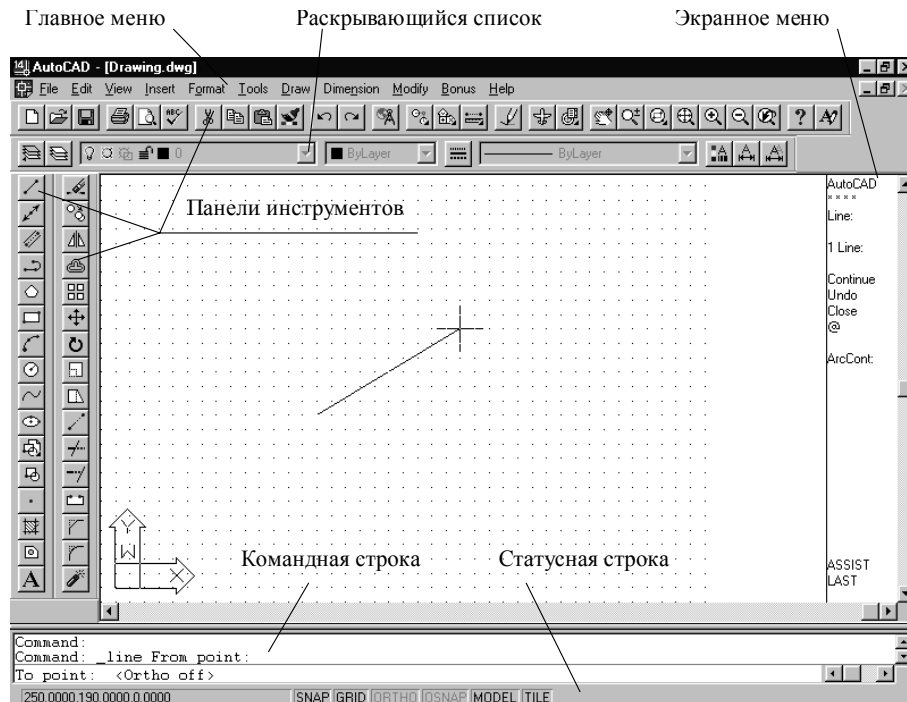 Главное меню Раскрывающийся список Экранное меню
AutoCAD - [Drawing.dwg]
File Edit View Insert Format Tools Draw Dimension Modify Bonus Help
0 ByLayer ByLayer
Панели инструментов
AutoCAD
* * * *
Line:
1 Line:
Continue
Undo
Close
@
ArcCont:
ASSIST
LAST
Y
W
X
A
Командная строка Статусная строка
Command:
Command: _line From point:
To point: <Ortho off>
250.0000,190.0000,0.0000 SNAP GRID ORTHO OSNAP MODEL TILE